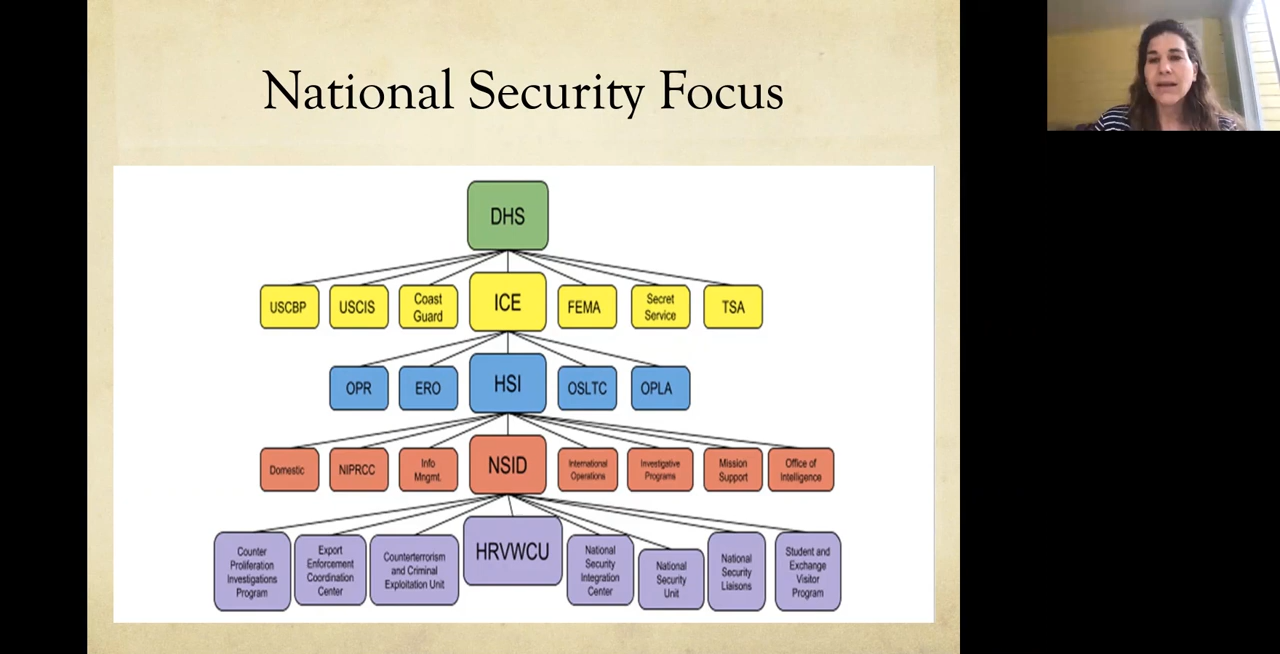 National Security Focus
DHS
USCBP
USCIS
Coast
Guard
ICE
FEMA
Secret
Service
TSA
OPR
ERO
HSI
OSLTC
OPLA
Domestic
NIPRCC
Info
Mngmt.
NSID
International
Operations
Investigative
Programs
Mission
Support
Office of
Intelligence
Counter
Proliferation
Investigations
Program
Export
Enforcement
Coordination
Center
Counterterrorism
and Criminal
Exploitation Unit
HRVWCU
National
Security
Integration
Center
National
Security
Unit
National
Security
Liaisons
Student and
Exchange
Visitor
Program